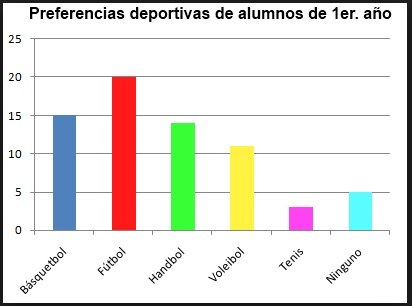 Preferencias deportivas de alumnos de 1er. año
25
20
15
10
5
0
Básquetbol
Fútbol
Handbol
Voleibol
Tenis
Ninguno